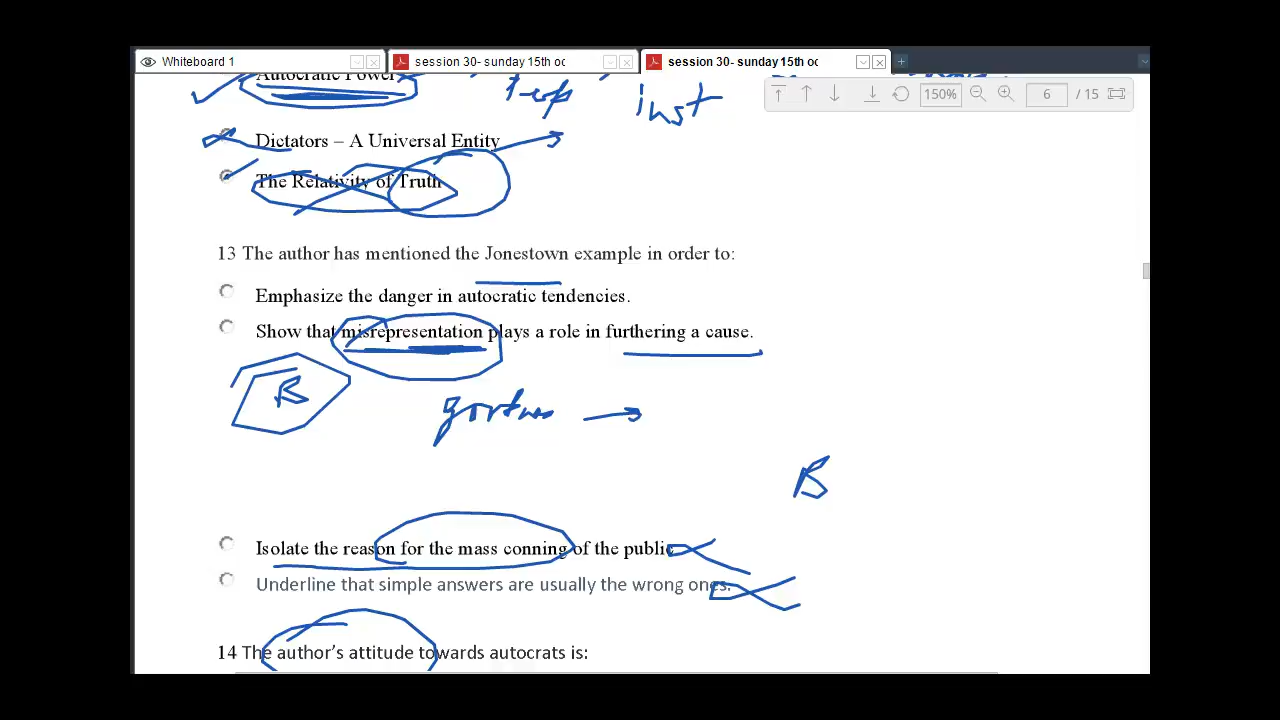 Whiteboard 1
session 30- sunday 15th oc
session 30- sunday 15th oc
Autocratic Power
inst
150%
6 / 15
Dictators – A Universal Entity
The Relativity of Truth
13 The author has mentioned the Jonestown example in order to:
Emphasize the danger in autocratic tendencies.
Show that misrepresentation plays a role in furthering a cause.
B
B
Isolate the reason for the mass conning of the public
Underline that simple answers are usually the wrong ones.
14 The author's attitude towards autocrats is: